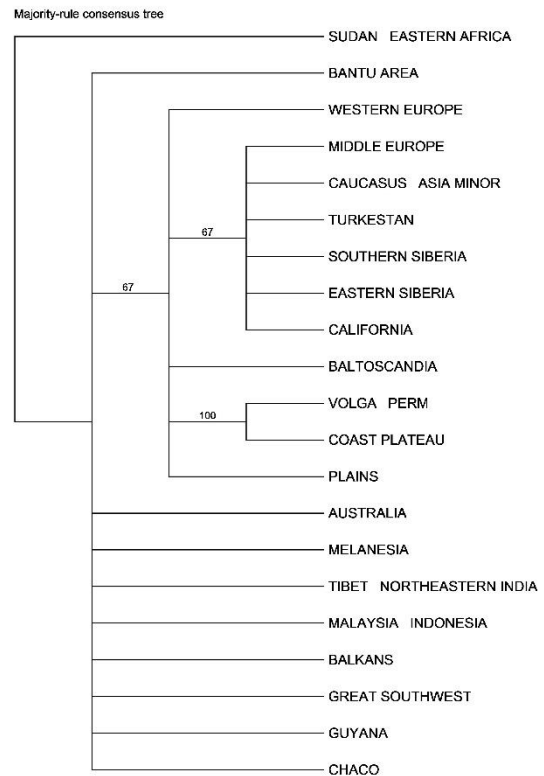 Majority-rule consensus tree
SUDAN EASTERN AFRICA
BANTU AREA
WESTERN EUROPE
MIDDLE EUROPE
CAUCASUS ASIA MINOR
TURKESTAN
67
SOUTHERN SIBERIA
67
EASTERN SIBERIA
CALIFORNIA
BALTOSCANDIA
VOLGA PERM
100
COAST PLATEAU
PLAINS
AUSTRALIA
MELANESIA
TIBET NORTHEASTERN INDIA
MALAYSIA INDONESIA
BALKANS
GREAT SOUTHWEST
GUYANA
CHACO